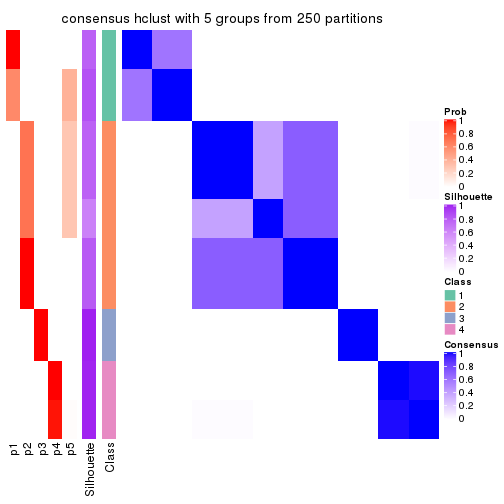 consensus hclust with 5 groups from 250 partitions
Prob
1
0.8
0.6
0.4
0.2
0
Silhouette
1
0.8
0.6
0.4
0.2
0
Class
1
2
3
4
Consensus
1
0.8
0.6
0.4
0.2
0
p1
p2
p3
p4
p5
Silhouette
Class